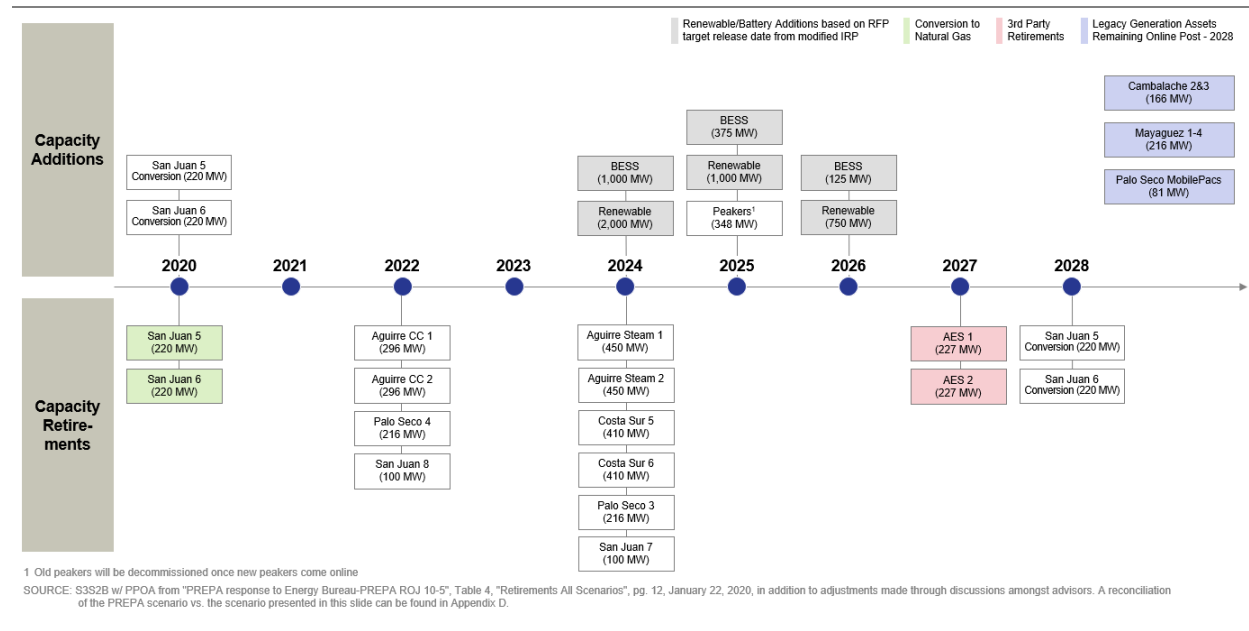 Renewable/Battery Additions based on RFP
target release date from modified IRP
Conversion to
Natural Gas
3rd Party
Retirements
Legacy Generation Assets
Remaining Online Post - 2028
Capacity
Additions
San Juan 5
Conversion (220 MW)
San Juan 6
Conversion (220 MW)
BESS
(1,000 MW)
Renewable
(2,000 MW)
BESS
(375 MW)
Renewable
(1,000 MW)
Peakers¹
(348 MW)
BESS
(125 MW)
Renewable
(750 MW)
Cambalache 2&3
(166 MW)
Mayaguez 1-4
(216 MW)
Palo Seco MobilePacs
(81 MW)
2020
2021
2022
2023
2024
2025
2026
2027
2028
Capacity
Retire-
ments
San Juan 5
(220 MW)
San Juan 6
(220 MW)
Aguirre CC 1
(296 MW)
Aguirre CC 2
(296 MW)
Palo Seco 4
(216 MW)
San Juan 8
(100 MW)
Aguirre Steam 1
(450 MW)
Aguirre Steam 2
(450 MW)
Costa Sur 5
(410 MW)
Costa Sur 6
(410 MW)
Palo Seco 3
(216 MW)
San Juan 7
(100 MW)
AES 1
(227 MW)
AES 2
(227 MW)
San Juan 5
Conversion (220 MW)
San Juan 6
Conversion (220 MW)
1 Old peakers will be decommissioned once new peakers come online
SOURCE: S3S2B w/ PPOA from "PREPA response to Energy Bureau-PREPA ROJ 10-5", Table 4, "Retirements All Scenarios", pg. 12, January 22, 2020, in addition to adjustments made through discussions amongst advisors. A reconciliation
of the PREPA scenario vs. the scenario presented in this slide can be found in Appendix D.